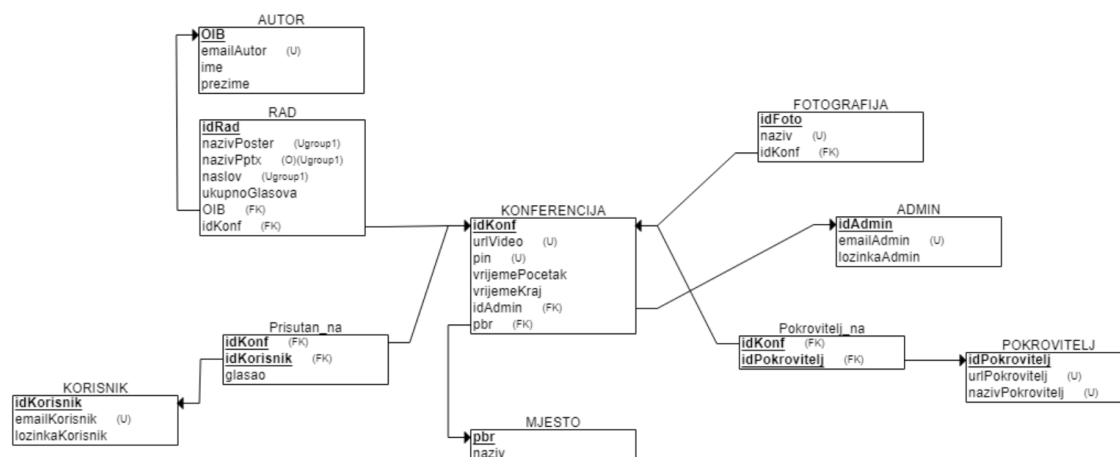 AUTOR
OIB
emailAutor (U)
ime
prezime
RAD
idRad
nazivPoster (Ugroup1)
nazivPptx (O)(Ugroup1)
naslov (Ugroup1)
ukupnoGlasova
OIB (FK)
idKonf (FK)
FOTOGRAFIJA
idFoto
naziv (U)
idKonf (FK)
KONFERENCIJA
idKonf
urlVideo (U)
pin (U)
vrijemePocetak
vrijemeKraj
idAdmin (FK)
pbr (FK)
ADMIN
idAdmin
emailAdmin (U)
lozinkaAdmin
Prisutan_na
idKonf (FK)
idKorisnik (FK)
glasao
Pokrovitelj_na
idKonf (FK)
idPokrovitelj (FK)
POKROVITELJ
idPokrovitelj
urlPokrovitelj (U)
nazivPokrovitelj (U)
KORISNIK
idKorisnik
emailKorisnik (U)
lozinkaKorisnik
MJESTO
pbr
naziv